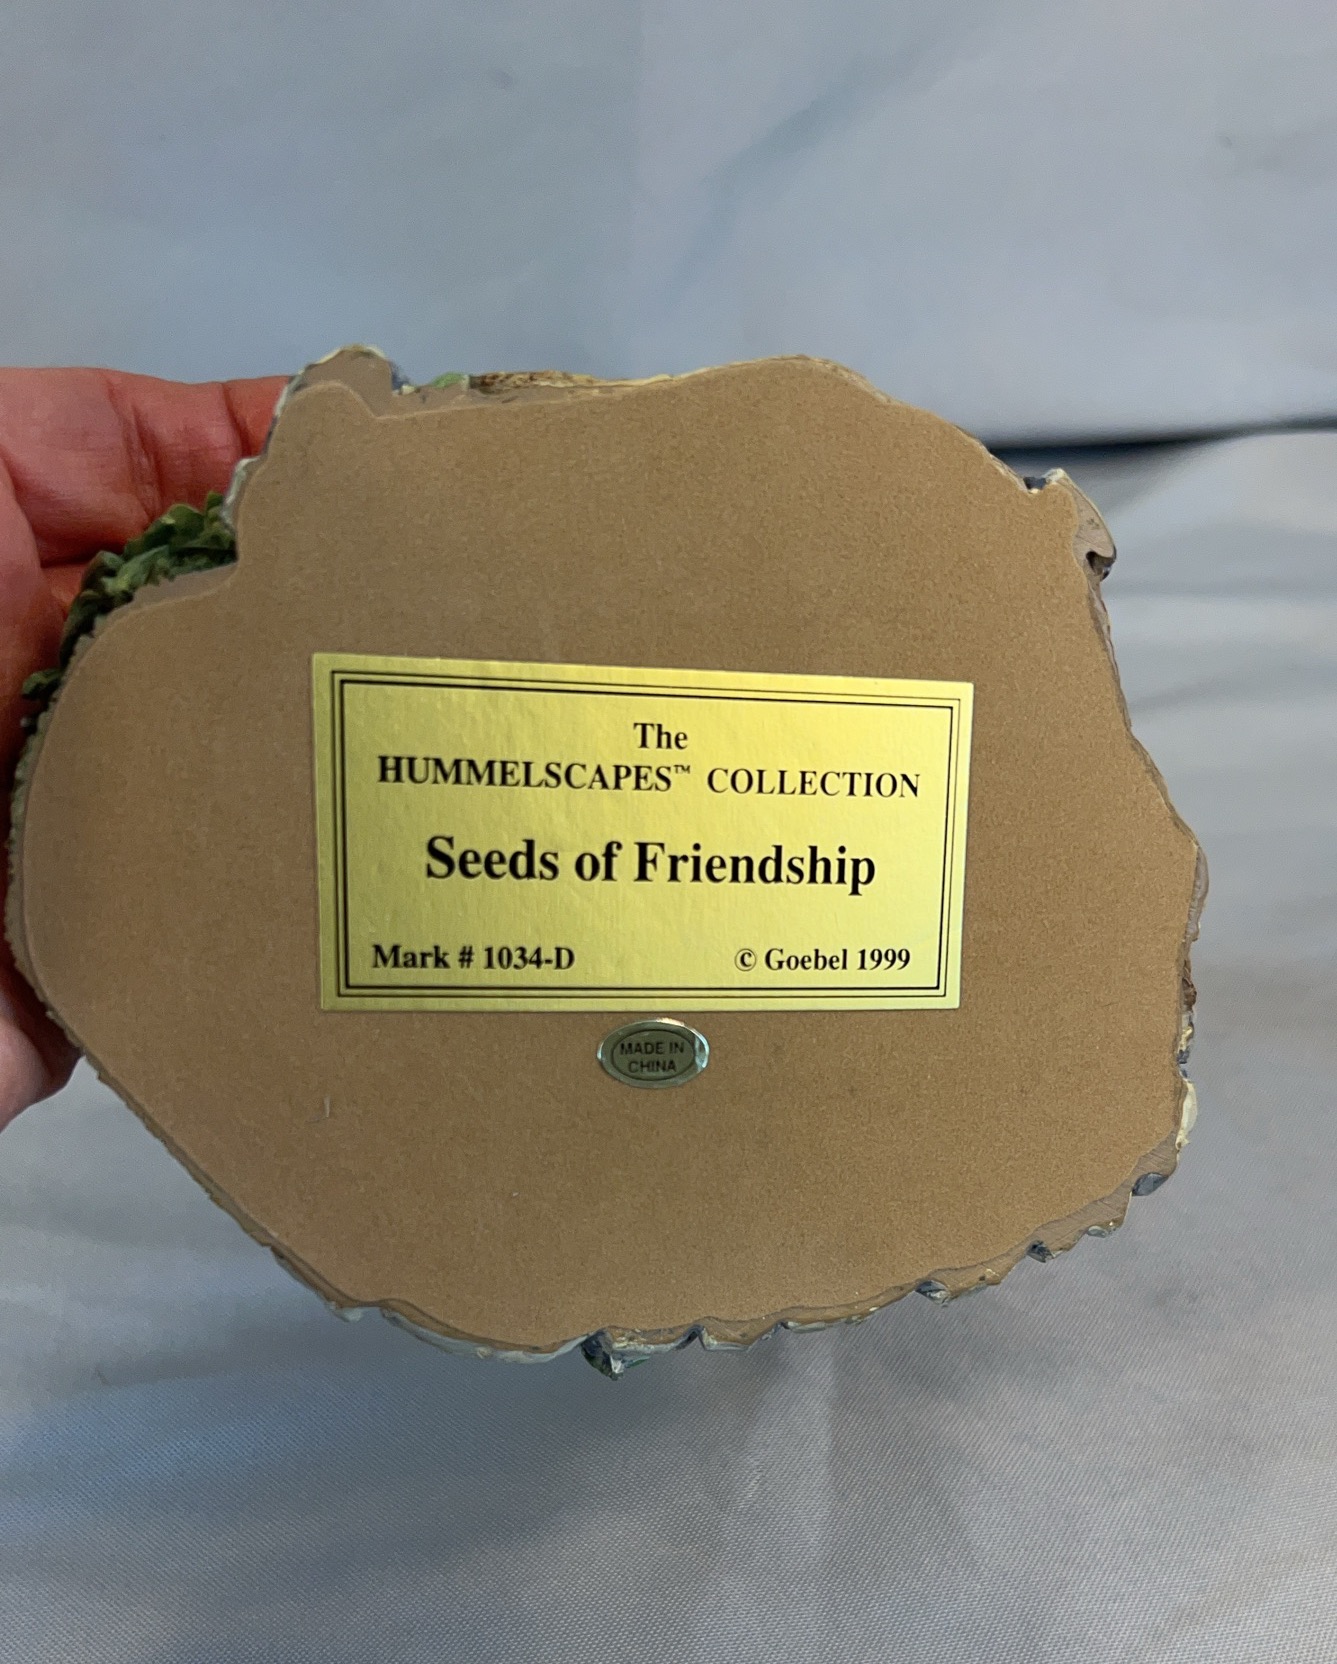 The
HUMMELSCAPES™ COLLECTION
Seeds of Friendship
Mark # 1034-D © Goebel 1999
MADE IN
CHINA